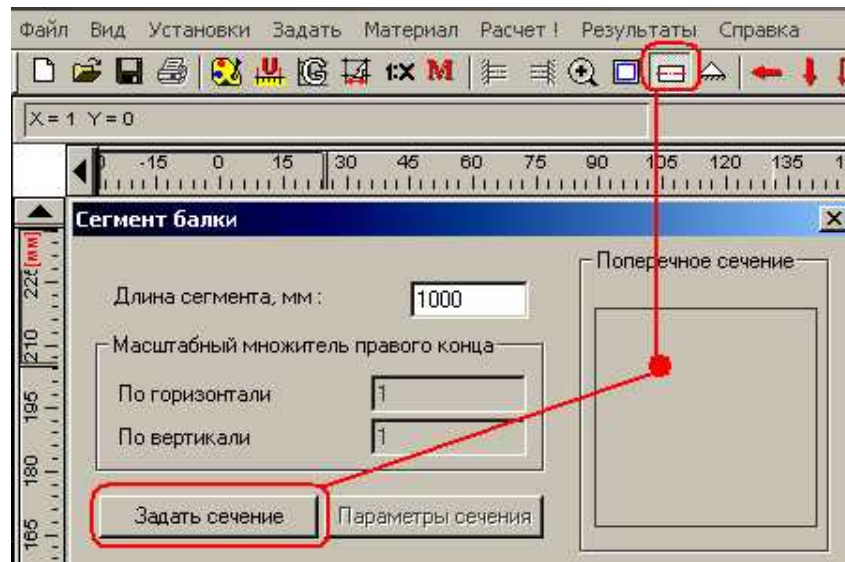 Файл Вид Установки Задать Материал Расчет ! Результаты Справка
1:X M
X = 1 Y = 0
-15 0 15 30 45 60 75 90 105 120 135
Сегмент балки
[мм]
225
210
195
180
165
Поперечное сечение
Длина сегмента, мм : 1000
Масштабный множитель правого конца
По горизонтали 1
По вертикали 1
Задать сечение Параметры сечения